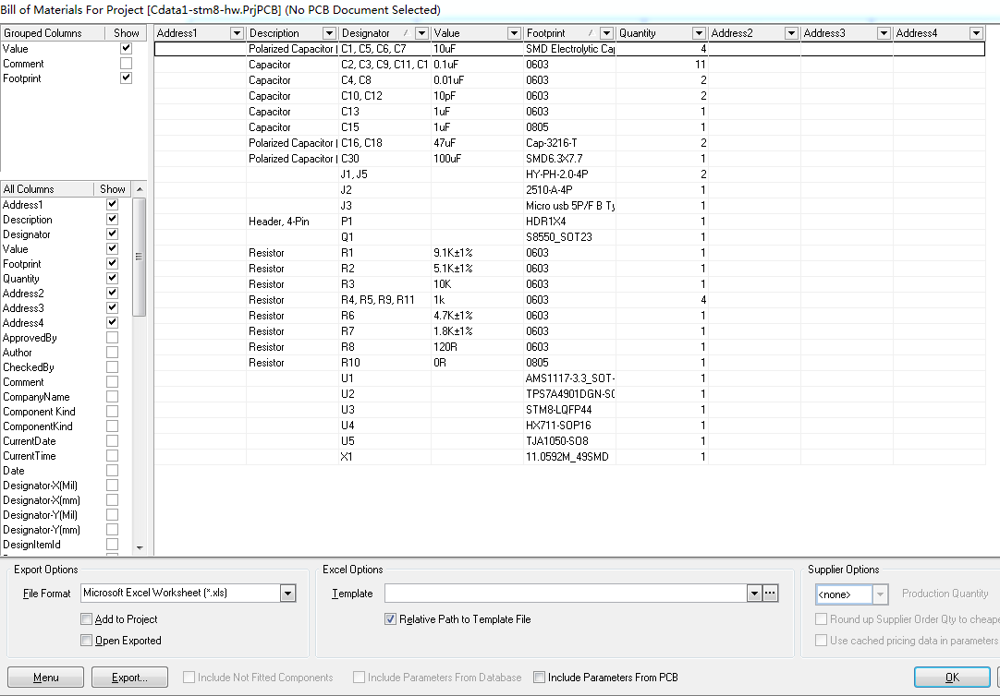 Bill of Materials For Project [Cdata1-stm8-hw.PrjPCB] (No PCB Document Selected)
Grouped Columns Show
Value
Comment
Footprint
All Columns Show
Address1
Description
Designator
Value
Footprint
Quantity
Address2
Address3
Address4
ApprovedBy
Author
CheckedBy
Comment
CompanyName
Component Kind
ComponentKind
CurrentDate
CurrentTime
Date
Designator-X(Mil)
Designator-X(mm)
Designator-Y(Mil)
Designator-Y(mm)
DesignItemId
Address1 Description Designator Value Footprint Quantity Address2 Address3 Address4
Polarized Capacitor C1, C5, C6, C7 10uF SMD Electrolytic Cap 4
Capacitor C2, C3, C9, C11, C1 0.1uF 0603 11
Capacitor C4, C8 0.01uF 0603 2
Capacitor C10, C12 10pF 0603 2
Capacitor C13 1uF 0603 1
Capacitor C15 1uF 0805 1
Polarized Capacitor C16, C18 47uF Cap-3216-T 2
Polarized Capacitor C30 100uF SMD6.3X7.7 1
J1, J5 HY-PH-2.0-4P 2
J2 2510-A-4P 1
J3 Micro usb 5P/F B Ty 1
Header, 4-Pin P1 HDR1X4 1
Q1 S8550_SOT23 1
Resistor R1 9.1K±1% 0603 1
Resistor R2 5.1K±1% 0603 1
Resistor R3 10K 0603 1
Resistor R4, R5, R9, R11 1k 0603 4
Resistor R6 4.7K±1% 0603 1
Resistor R7 1.8K±1% 0603 1
Resistor R8 120R 0603 1
Resistor R10 0R 0805 1
U1 AMS1117-3.3_SOT- 1
U2 TPS7A4901DGN-SO 1
U3 STM8-LQFP44 1
U4 HX711-SOP16 1
U5 TJA1050-SO8 1
X1 11.0592M_49SMD 1
Export Options
File Format Microsoft Excel Worksheet (*.xls)
Add to Project
Open Exported
Excel Options
Template
Relative Path to Template File
Supplier Options
<none> Production Quantity
Round up Supplier Order Qty to cheape
Use cached pricing data in parameters
Menu Export... Include Not Fitted Components Include Parameters From Database Include Parameters From PCB OK